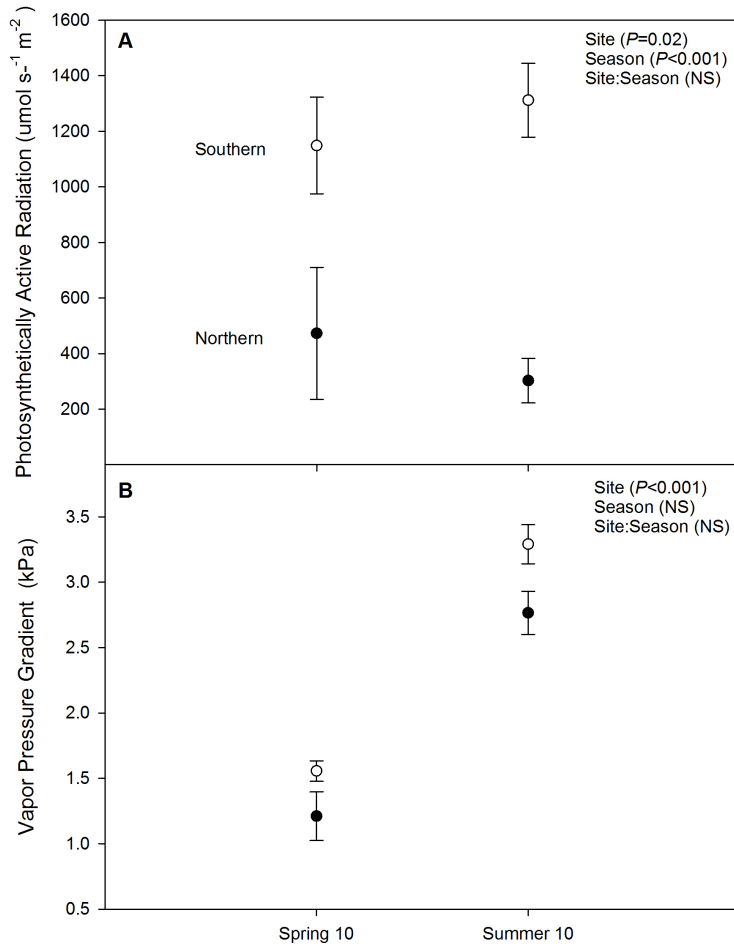 Photosynthetically Active Radiation (umol s-⁻¹ m⁻²)
1600
1400
1200
1000
800
600
400
200
A
Site (P=0.02)
Season (P<0.001)
Site:Season (NS)
Southern
Northern
Vapor Pressure Gradient (kPa)
3.5
3.0
2.5
2.0
1.5
1.0
0.5
B
Site (P<0.001)
Season (NS)
Site:Season (NS)
Spring 10
Summer 10